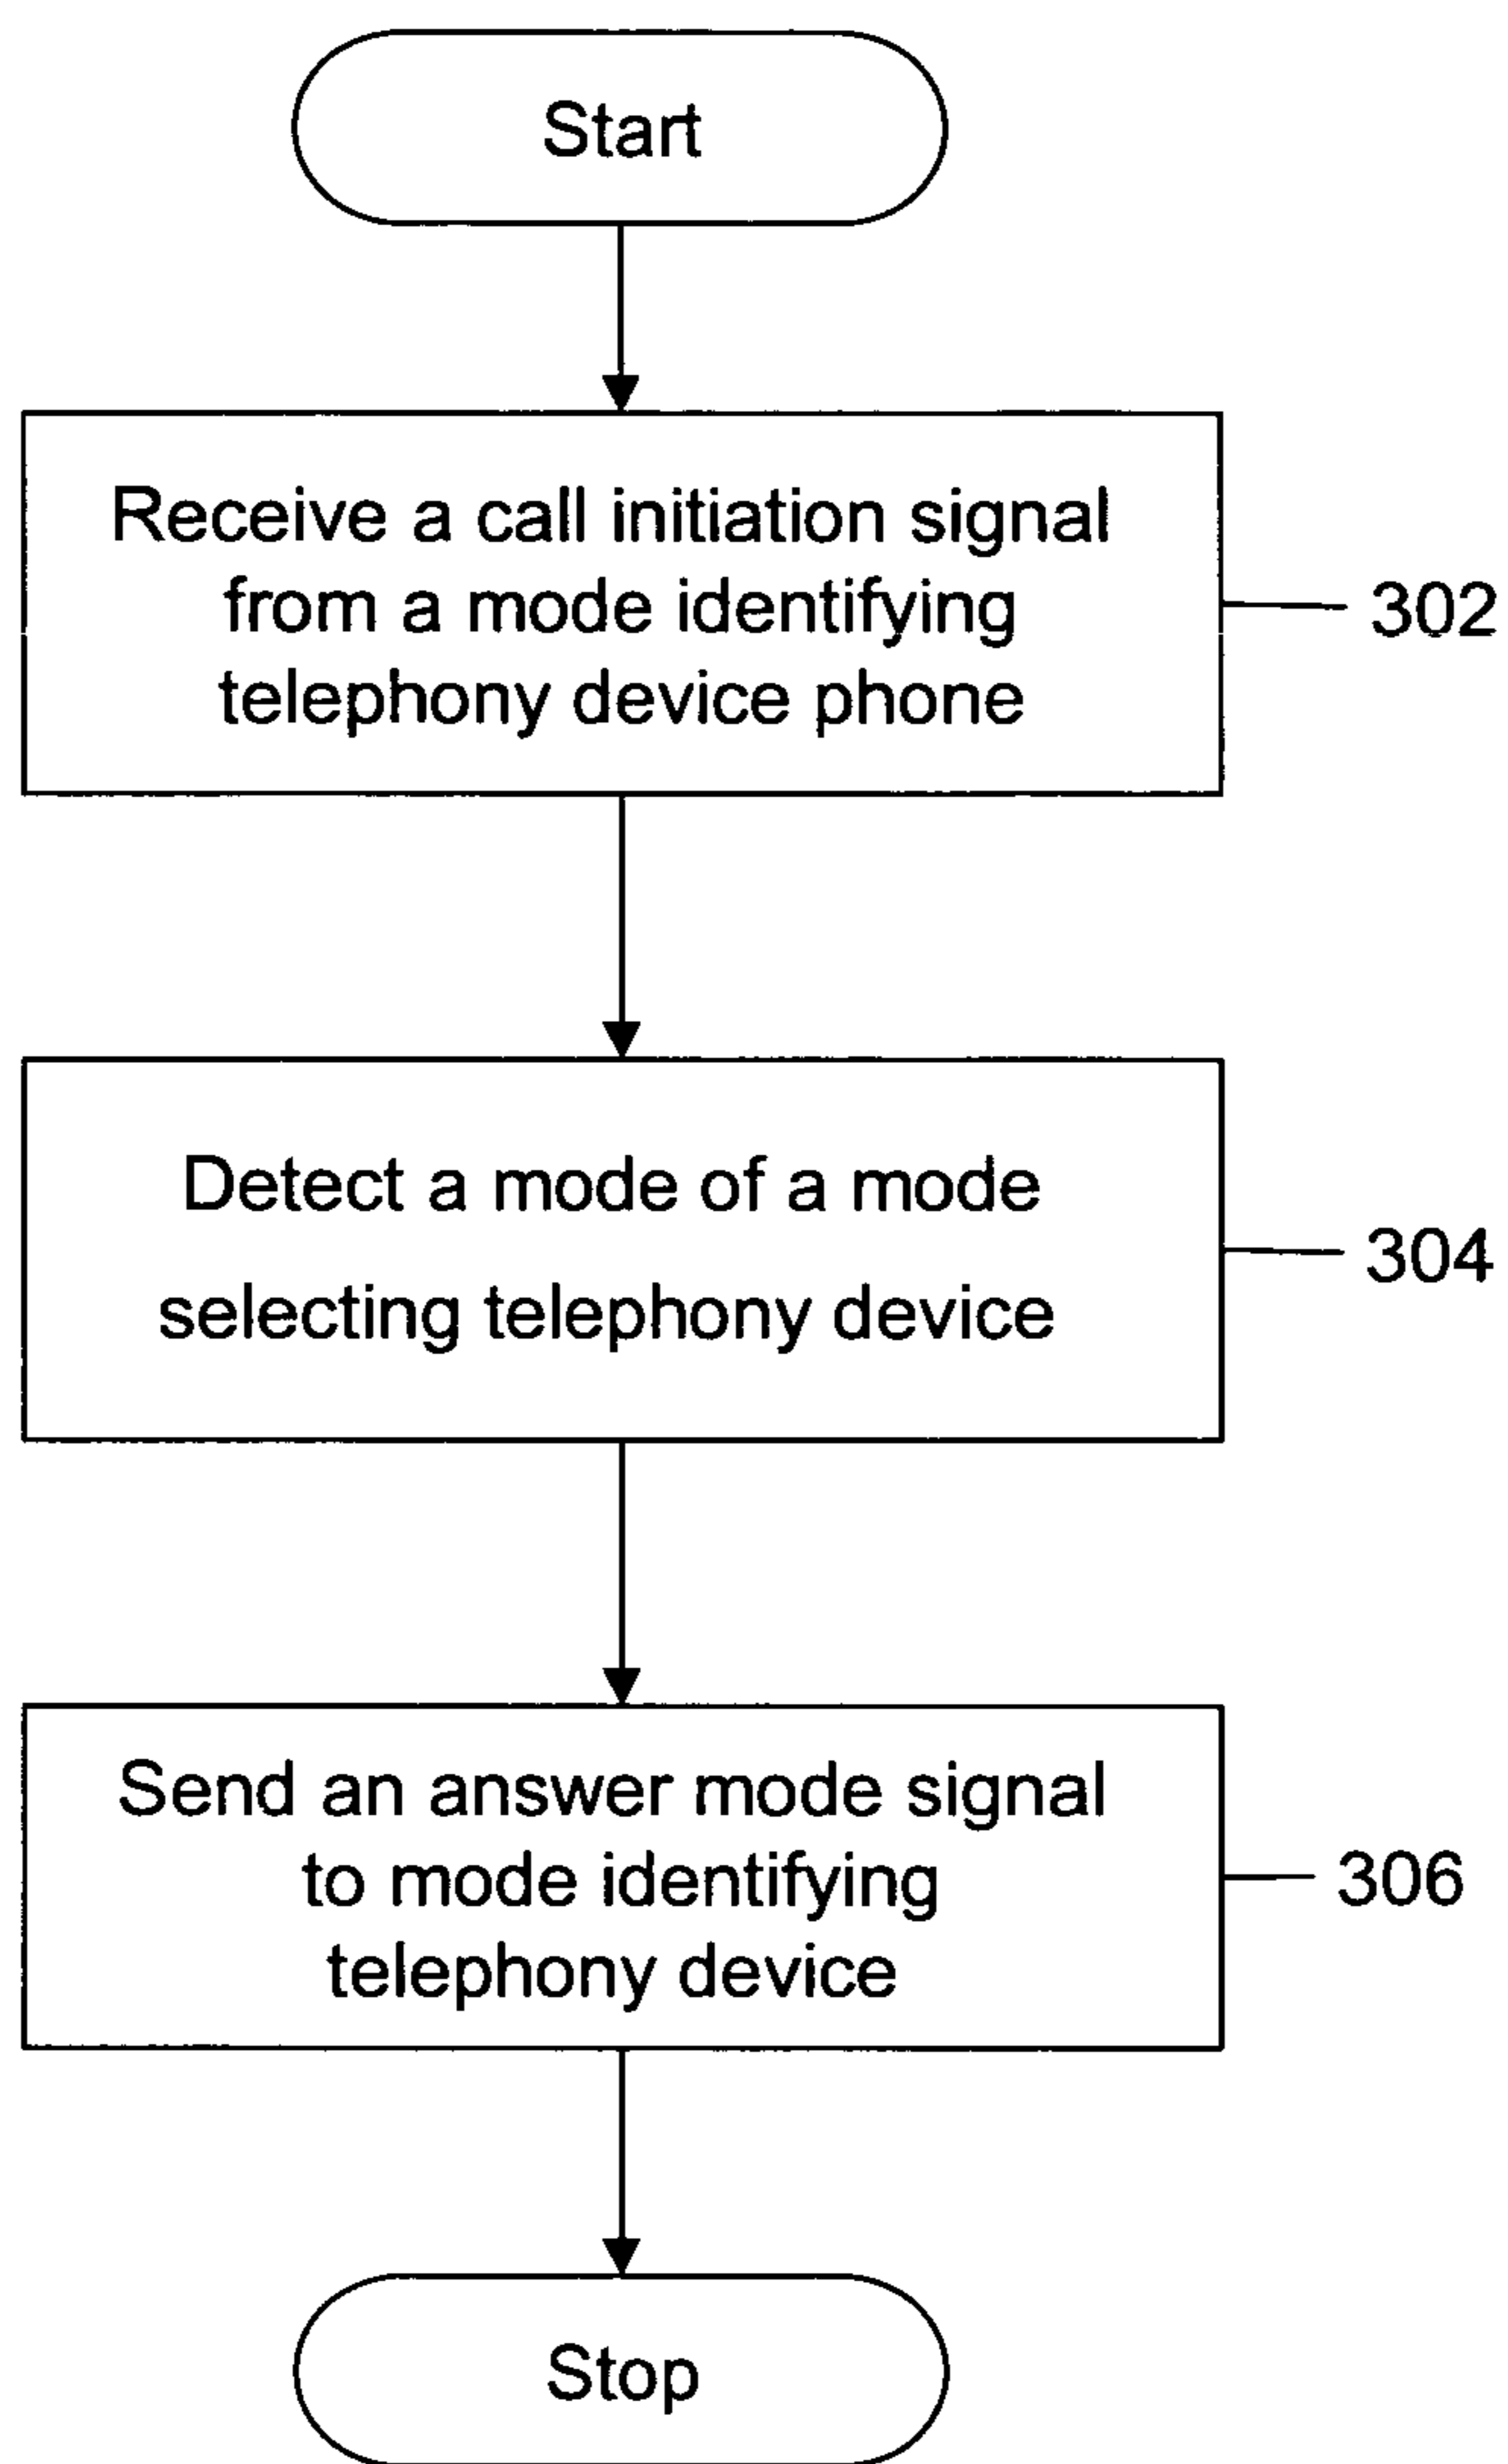 Start
Receive a call initiation signal
from a mode identifying
telephony device phone
302
Detect a mode of a mode
selecting telephony device
304
Send an answer mode signal
to mode identifying
telephony device
306
Stop